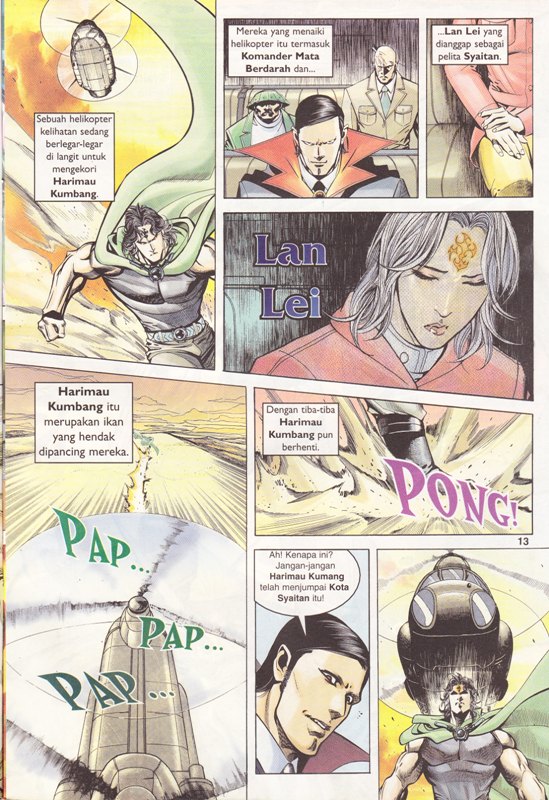 Sebuah helikopter
kelihatan sedang
berlegar-legar
di langit untuk
mengekori
Harimau
Kumbang.
Mereka yang menaiki
helikopter itu termasuk
Komander Mata
Berdarah dan...
...Lan Lei yang
dianggap sebagai
pelita Syaitan.
Lan
Lei
Harimau
Kumbang itu
merupakan ikan
yang hendak
dipancing mereka.
Dengan tiba-tiba
Harimau
Kumbang pun
berhenti.
PONG!
13
PAP...
PAP...
PAP...
Ah! Kenapa ini?
Jangan-jangan
Harimau Kumang
telah menjumpai Kota
Syaitan itu!